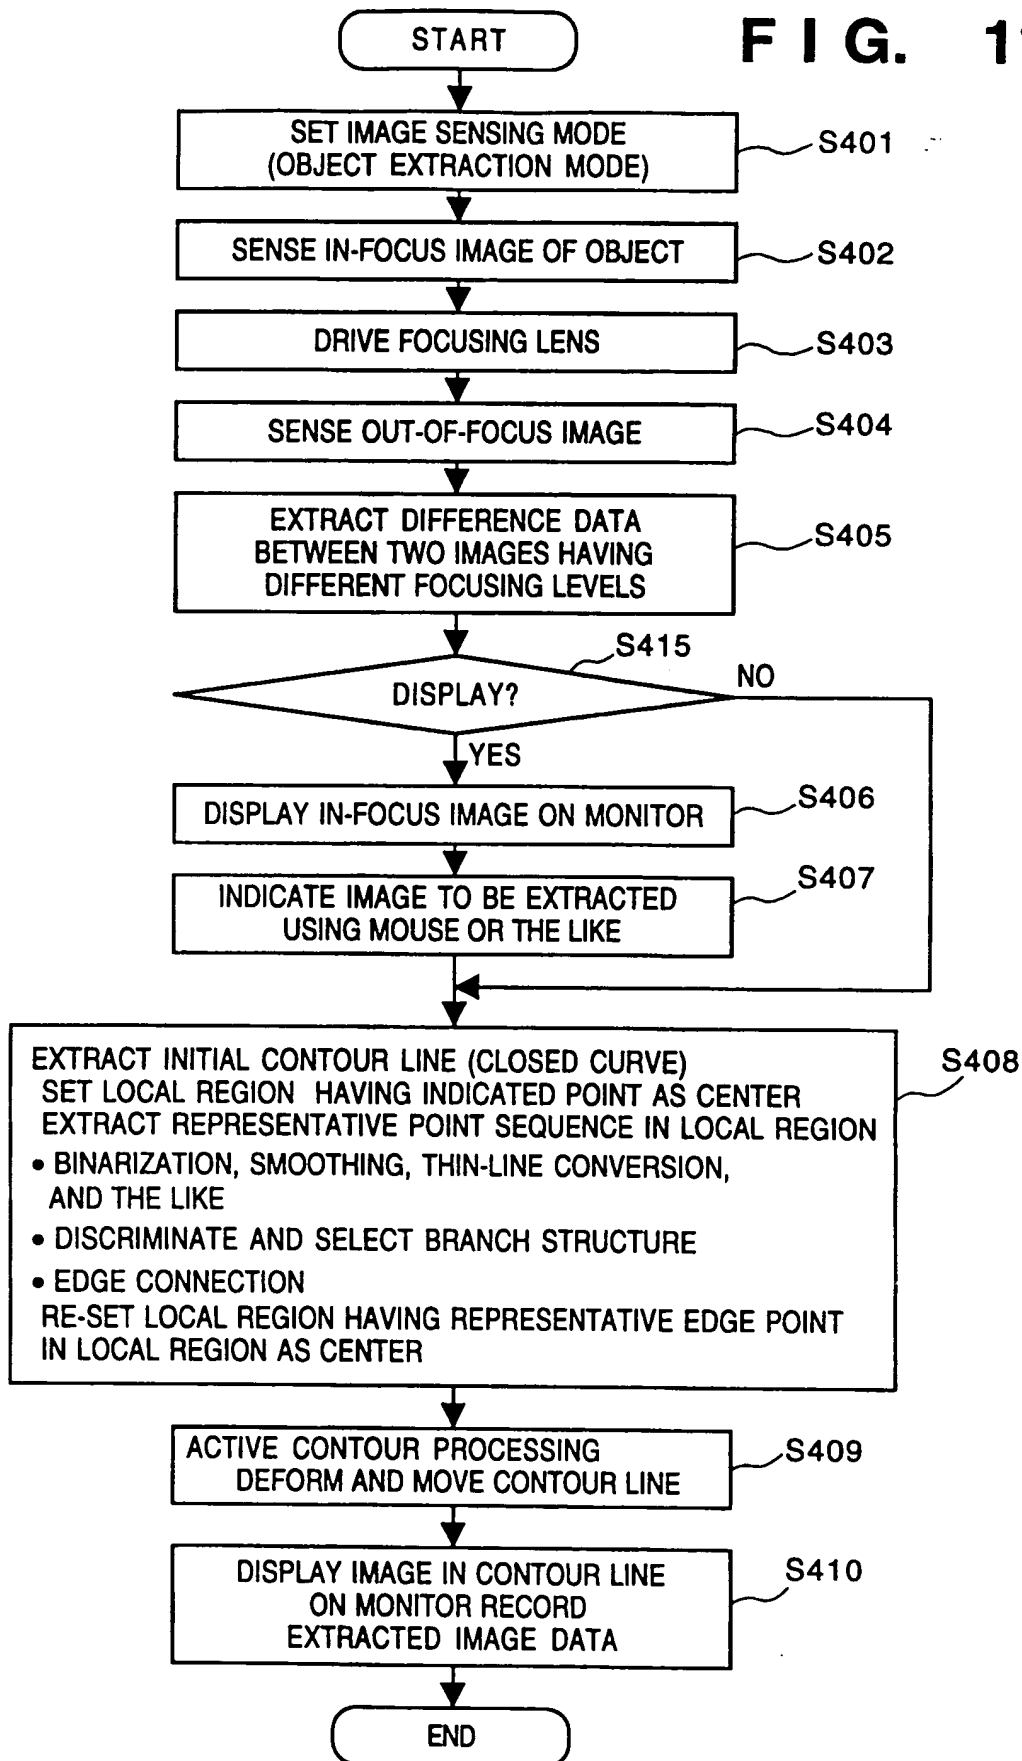 START
FIG. 1
SET IMAGE SENSING MODE
(OBJECT EXTRACTION MODE)
S401
SENSE IN-FOCUS IMAGE OF OBJECT
S402
DRIVE FOCUSING LENS
S403
SENSE OUT-OF-FOCUS IMAGE
S404
EXTRACT DIFFERENCE DATA
BETWEEN TWO IMAGES HAVING
DIFFERENT FOCUSING LEVELS
S405
S415
DISPLAY?
NO
YES
DISPLAY IN-FOCUS IMAGE ON MONITOR
S406
INDICATE IMAGE TO BE EXTRACTED
USING MOUSE OR THE LIKE
S407
EXTRACT INITIAL CONTOUR LINE (CLOSED CURVE)
SET LOCAL REGION HAVING INDICATED POINT AS CENTER
EXTRACT REPRESENTATIVE POINT SEQUENCE IN LOCAL REGION
• BINARIZATION, SMOOTHING, THIN-LINE CONVERSION,
AND THE LIKE
• DISCRIMINATE AND SELECT BRANCH STRUCTURE
• EDGE CONNECTION
RE-SET LOCAL REGION HAVING REPRESENTATIVE EDGE POINT
IN LOCAL REGION AS CENTER
S408
ACTIVE CONTOUR PROCESSING
DEFORM AND MOVE CONTOUR LINE
S409
DISPLAY IMAGE IN CONTOUR LINE
ON MONITOR RECORD
EXTRACTED IMAGE DATA
S410
END